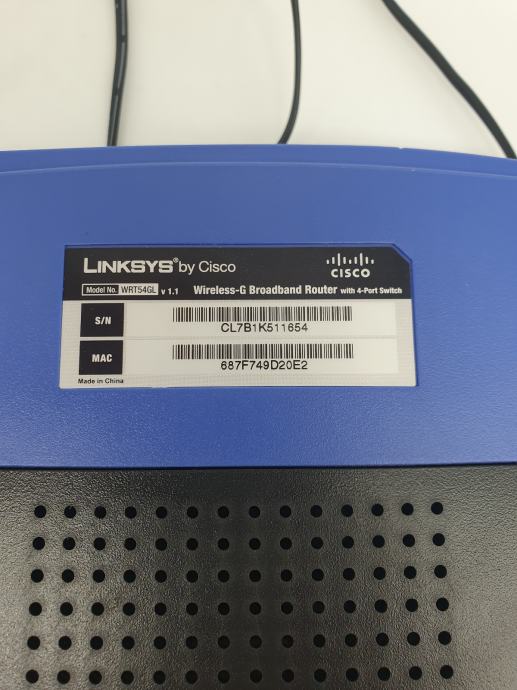 LINKSYS® by Cisco
CISCO
Model No. WRT54GL v 1.1 Wireless-G Broadband Router with 4-Port Switch
S/N
CL7B1K511654
MAC
687F749D20E2
Made in China